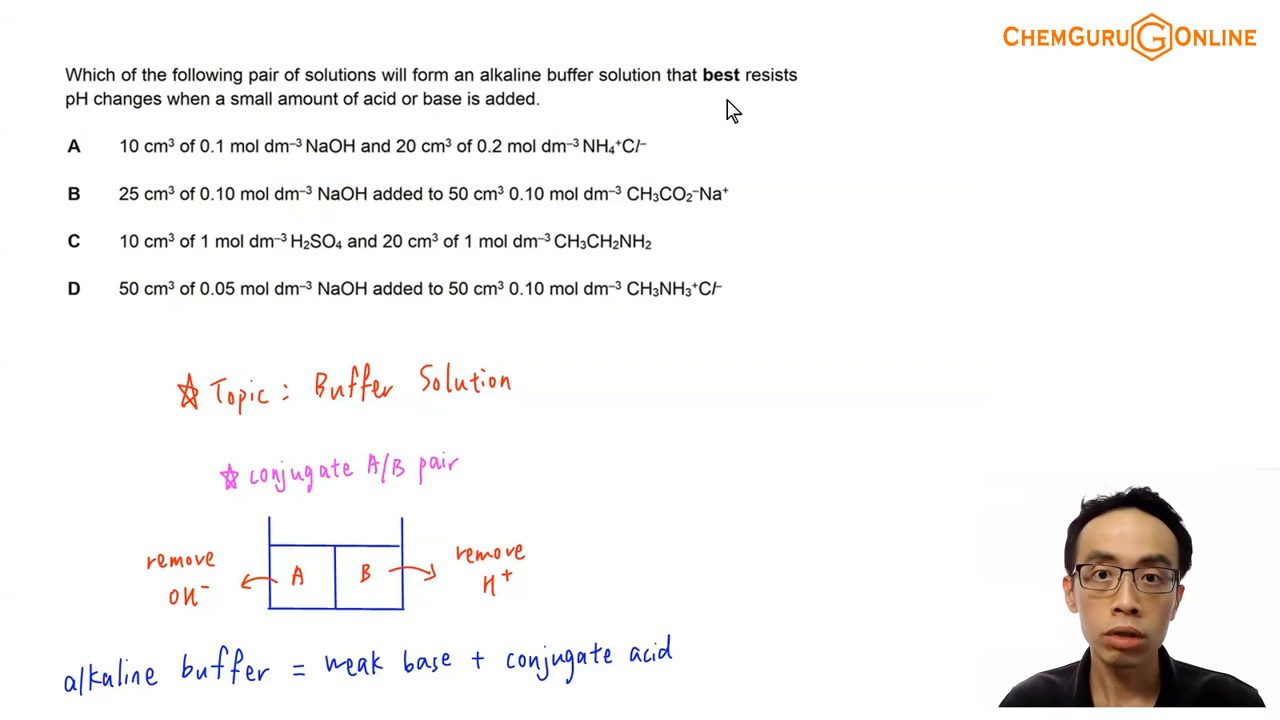 CHEMGURU G ONLINE
Which of the following pair of solutions will form an alkaline buffer solution that best resists
pH changes when a small amount of acid or base is added.
A 10 cm³ of 0.1 mol dm⁻³ NaOH and 20 cm³ of 0.2 mol dm⁻³ NH₄⁺Cl⁻
B 25 cm³ of 0.10 mol dm⁻³ NaOH added to 50 cm³ 0.10 mol dm⁻³ CH₃CO₂⁻Na⁺
C 10 cm³ of 1 mol dm⁻³ H₂SO₄ and 20 cm³ of 1 mol dm⁻³ CH₃CH₂NH₂
D 50 cm³ of 0.05 mol dm⁻³ NaOH added to 50 cm³ 0.10 mol dm⁻³ CH₃NH₃⁺Cl⁻
☆ Topic : Buffer Solution
☆ conjugate A/B pair
remove
OH⁻
A
B
remove
H⁺
alkaline buffer = weak base + conjugate acid